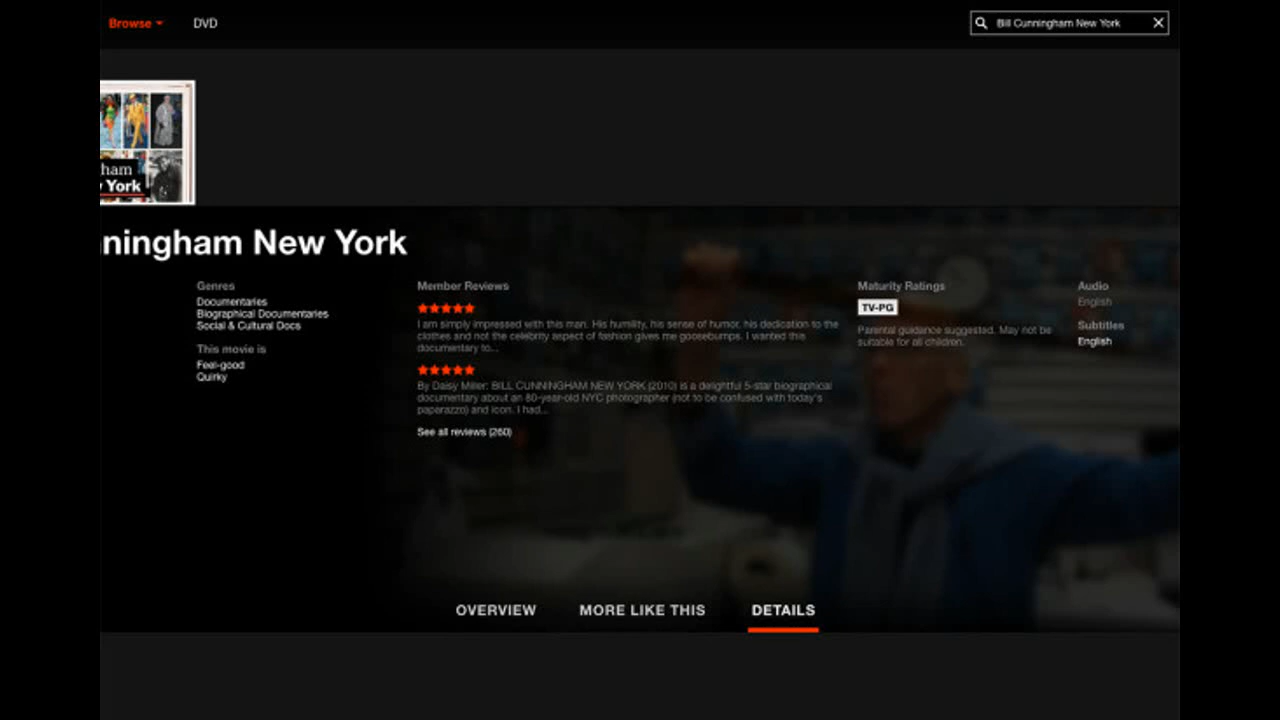 Browse DVD
Bill Cunningham New York
ham
York
ningham New York
Genres
Documentaries
Biographical Documentaries
Social & Cultural Docs
This movie is
Feel-good
Quirky
Member Reviews
I am simply impressed with this man. His humility, his sense of humor, his dedication to the
clothes and not the celebrity aspect of fashion gives me goosebumps. I wanted this
documentary to...
By Daisy Miller: BILL CUNNINGHAM NEW YORK (2010) is a delightful 5-star biographical
documentary about an 80-year-old NYC photographer (not to be confused with today's
paparazzo) and icon. I had...
See all reviews (260)
Maturity Ratings
TV-PG
Parental guidance suggested. May not be
suitable for all children.
Audio
English
Subtitles
English
OVERVIEW MORE LIKE THIS DETAILS